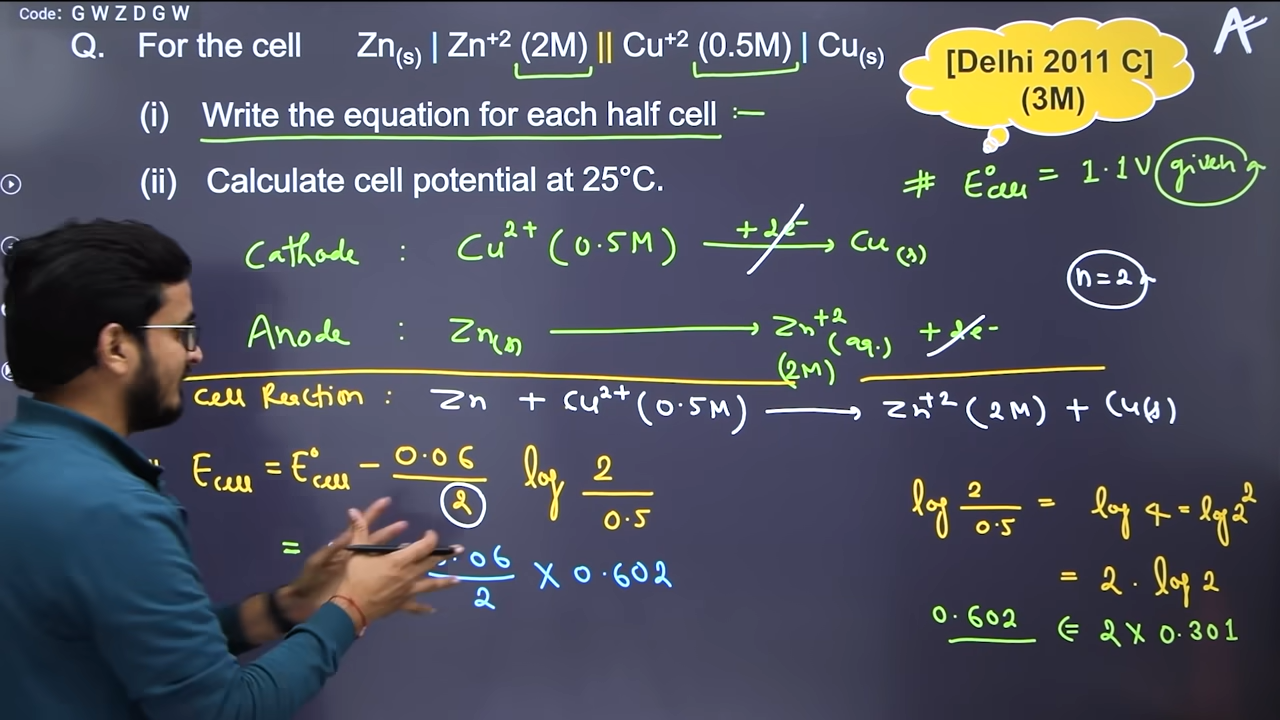 Code: G W Z D G W
Q. For the cell Zn(s) | Zn+2 (2M) || Cu+2 (0.5M) | Cu(s)
[Delhi 2011 C]
(3M)
(i) Write the equation for each half cell :-
(ii) Calculate cell potential at 25°C.
# E°cell = 1.1V given
Cathode : Cu2+ (0.5M) +2e- → Cu(s)
n=2
Anode : Zn(s) → Zn+2 (aq.) + 2e-
(2M)
Cell Reaction : Zn + Cu2+ (0.5M) → Zn+2 (2M) + Cu(s)
Ecell = E°cell - 0.06/2 log 2/0.5
= .06/2 × 0.602
log 2/0.5 = log 4 = log 2²
= 2 . log 2
0.602 ⇐ 2 × 0.301